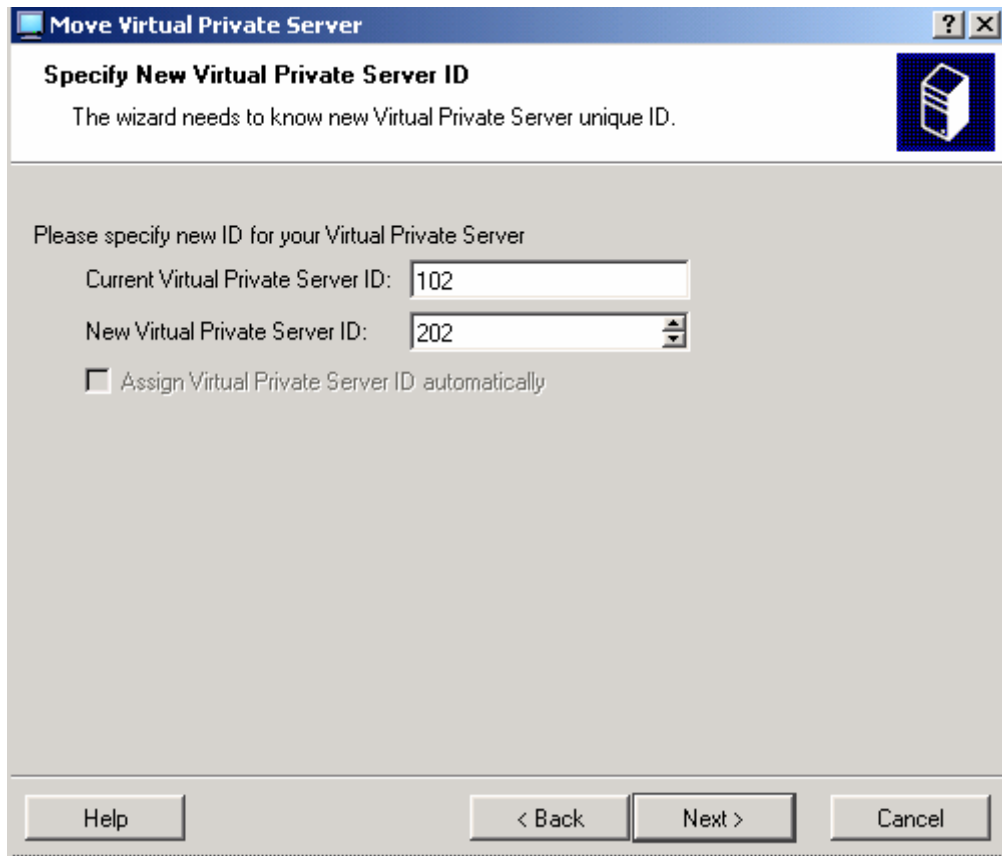 Move Virtual Private Server
Specify New Virtual Private Server ID
The wizard needs to know new Virtual Private Server unique ID.
Please specify new ID for your Virtual Private Server
Current Virtual Private Server ID: 102
New Virtual Private Server ID: 202
Assign Virtual Private Server ID automatically
Help < Back Next > Cancel